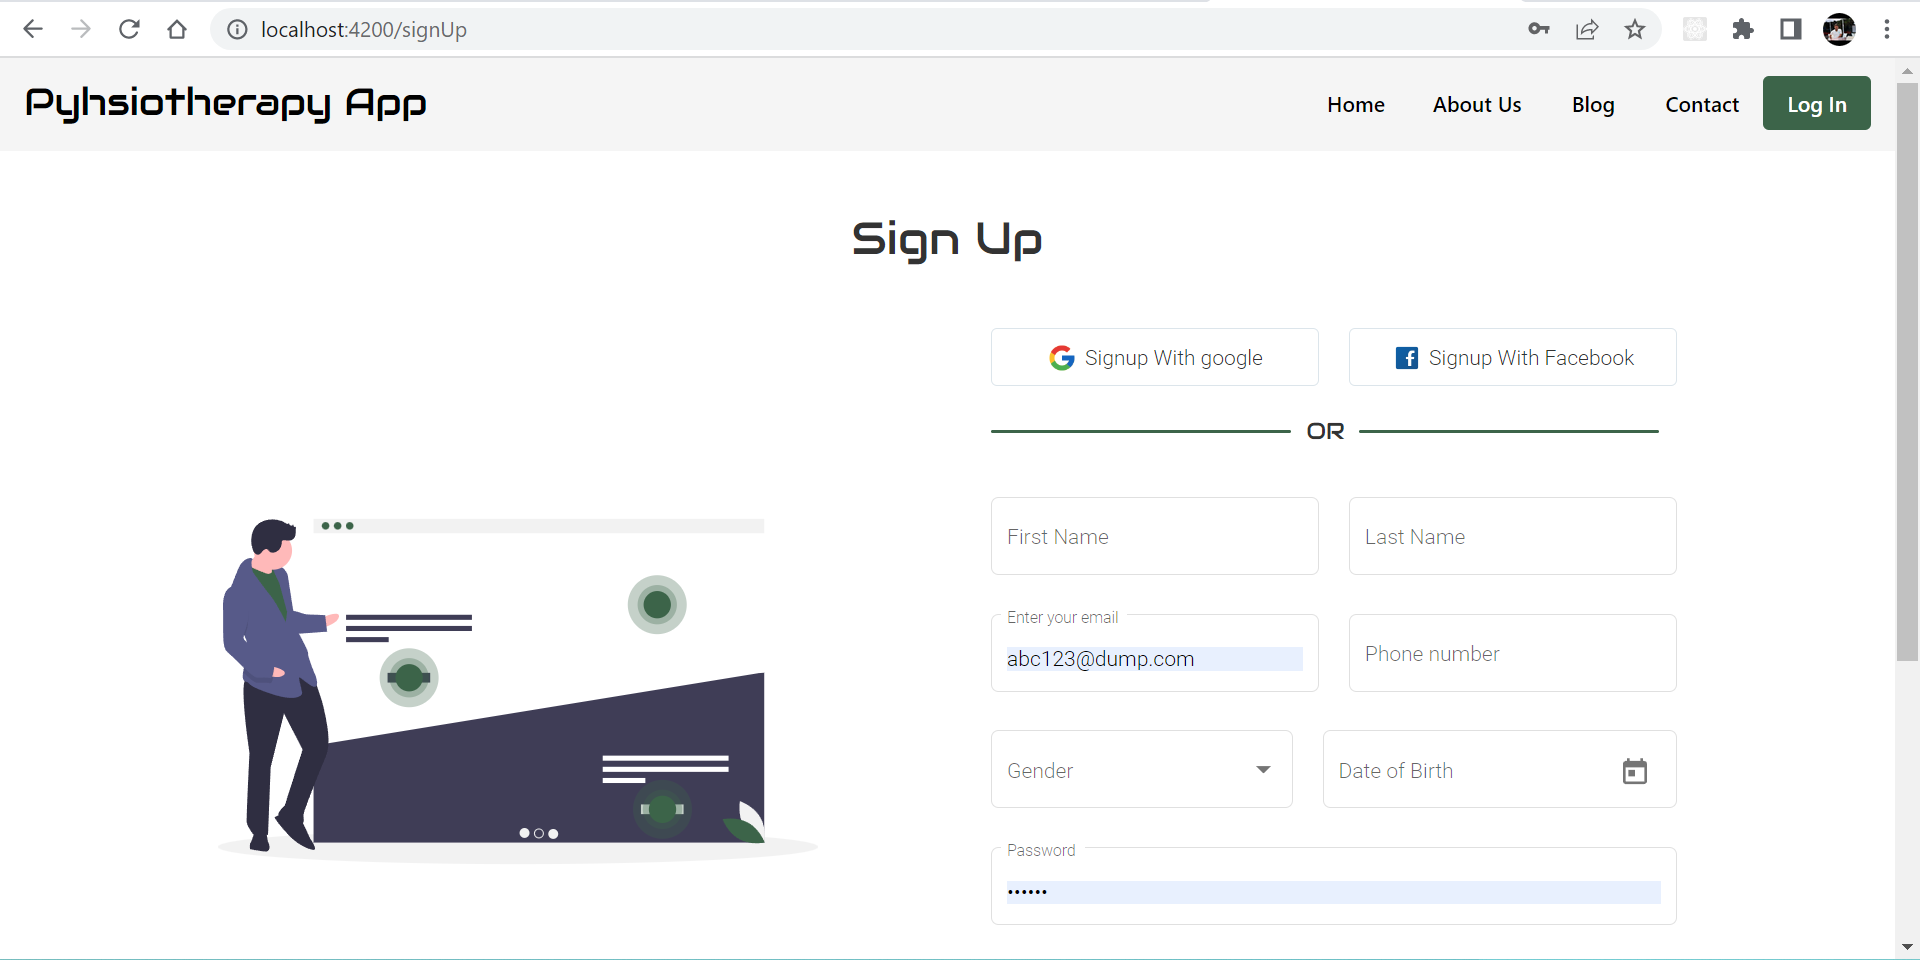 localhost:4200/signUp
Pyhsiotherapy App
Home About Us Blog Contact Log In
Sign Up
Signup With google Signup With Facebook
OR
First Name Last Name
Enter your email
abc123@dump.com
Phone number
Gender Date of Birth
Password
••••••